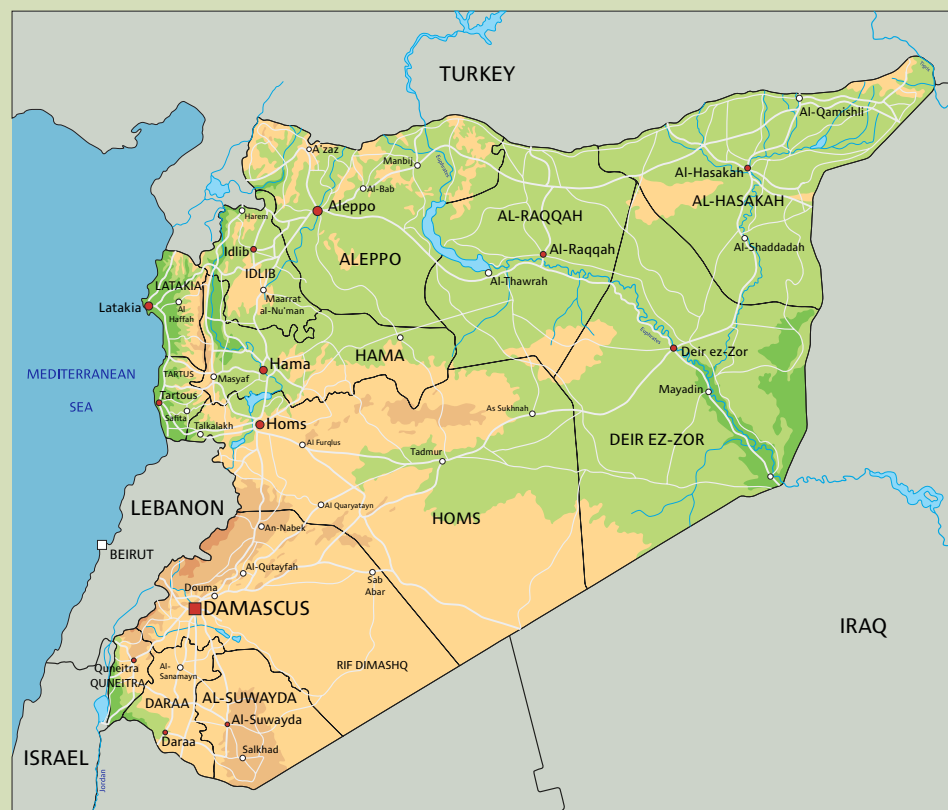 TURKEY
Tigris
Al-Qamishli
A'zaz
Manbij
Euphrates
Al-Hasakah
Al-Bab
AL-HASAKAH
Aleppo
Harem
AL-RAQQAH
Al-Shaddadah
Idlib
Al-Raqqah
ALEPPO
IDLIB
Al-Thawrah
LATAKIA
Maarrat
al-Nu'man
Latakia
Al
Haffah
Euphrates
Deir ez-Zor
HAMA
Hama
MEDITERRANEAN
SEA
TARTUS
Masyaf
Mayadin
Tartous
Safita
As Sukhnah
Talkalakh
Homs
Al Furqlus
DEIR EZ-ZOR
Tadmur
LEBANON
Al Quaryatayn
HOMS
An-Nabek
BEIRUT
Al-Qutayfah
Douma
Sab
Abar
DAMASCUS
IRAQ
Quneitra
QUNEITRA
Al-
Sanamayn
RIF DIMASHQ
DARAA
AL-SUWAYDA
Al-Suwayda
Daraa
Salkhad
ISRAEL
Jordan